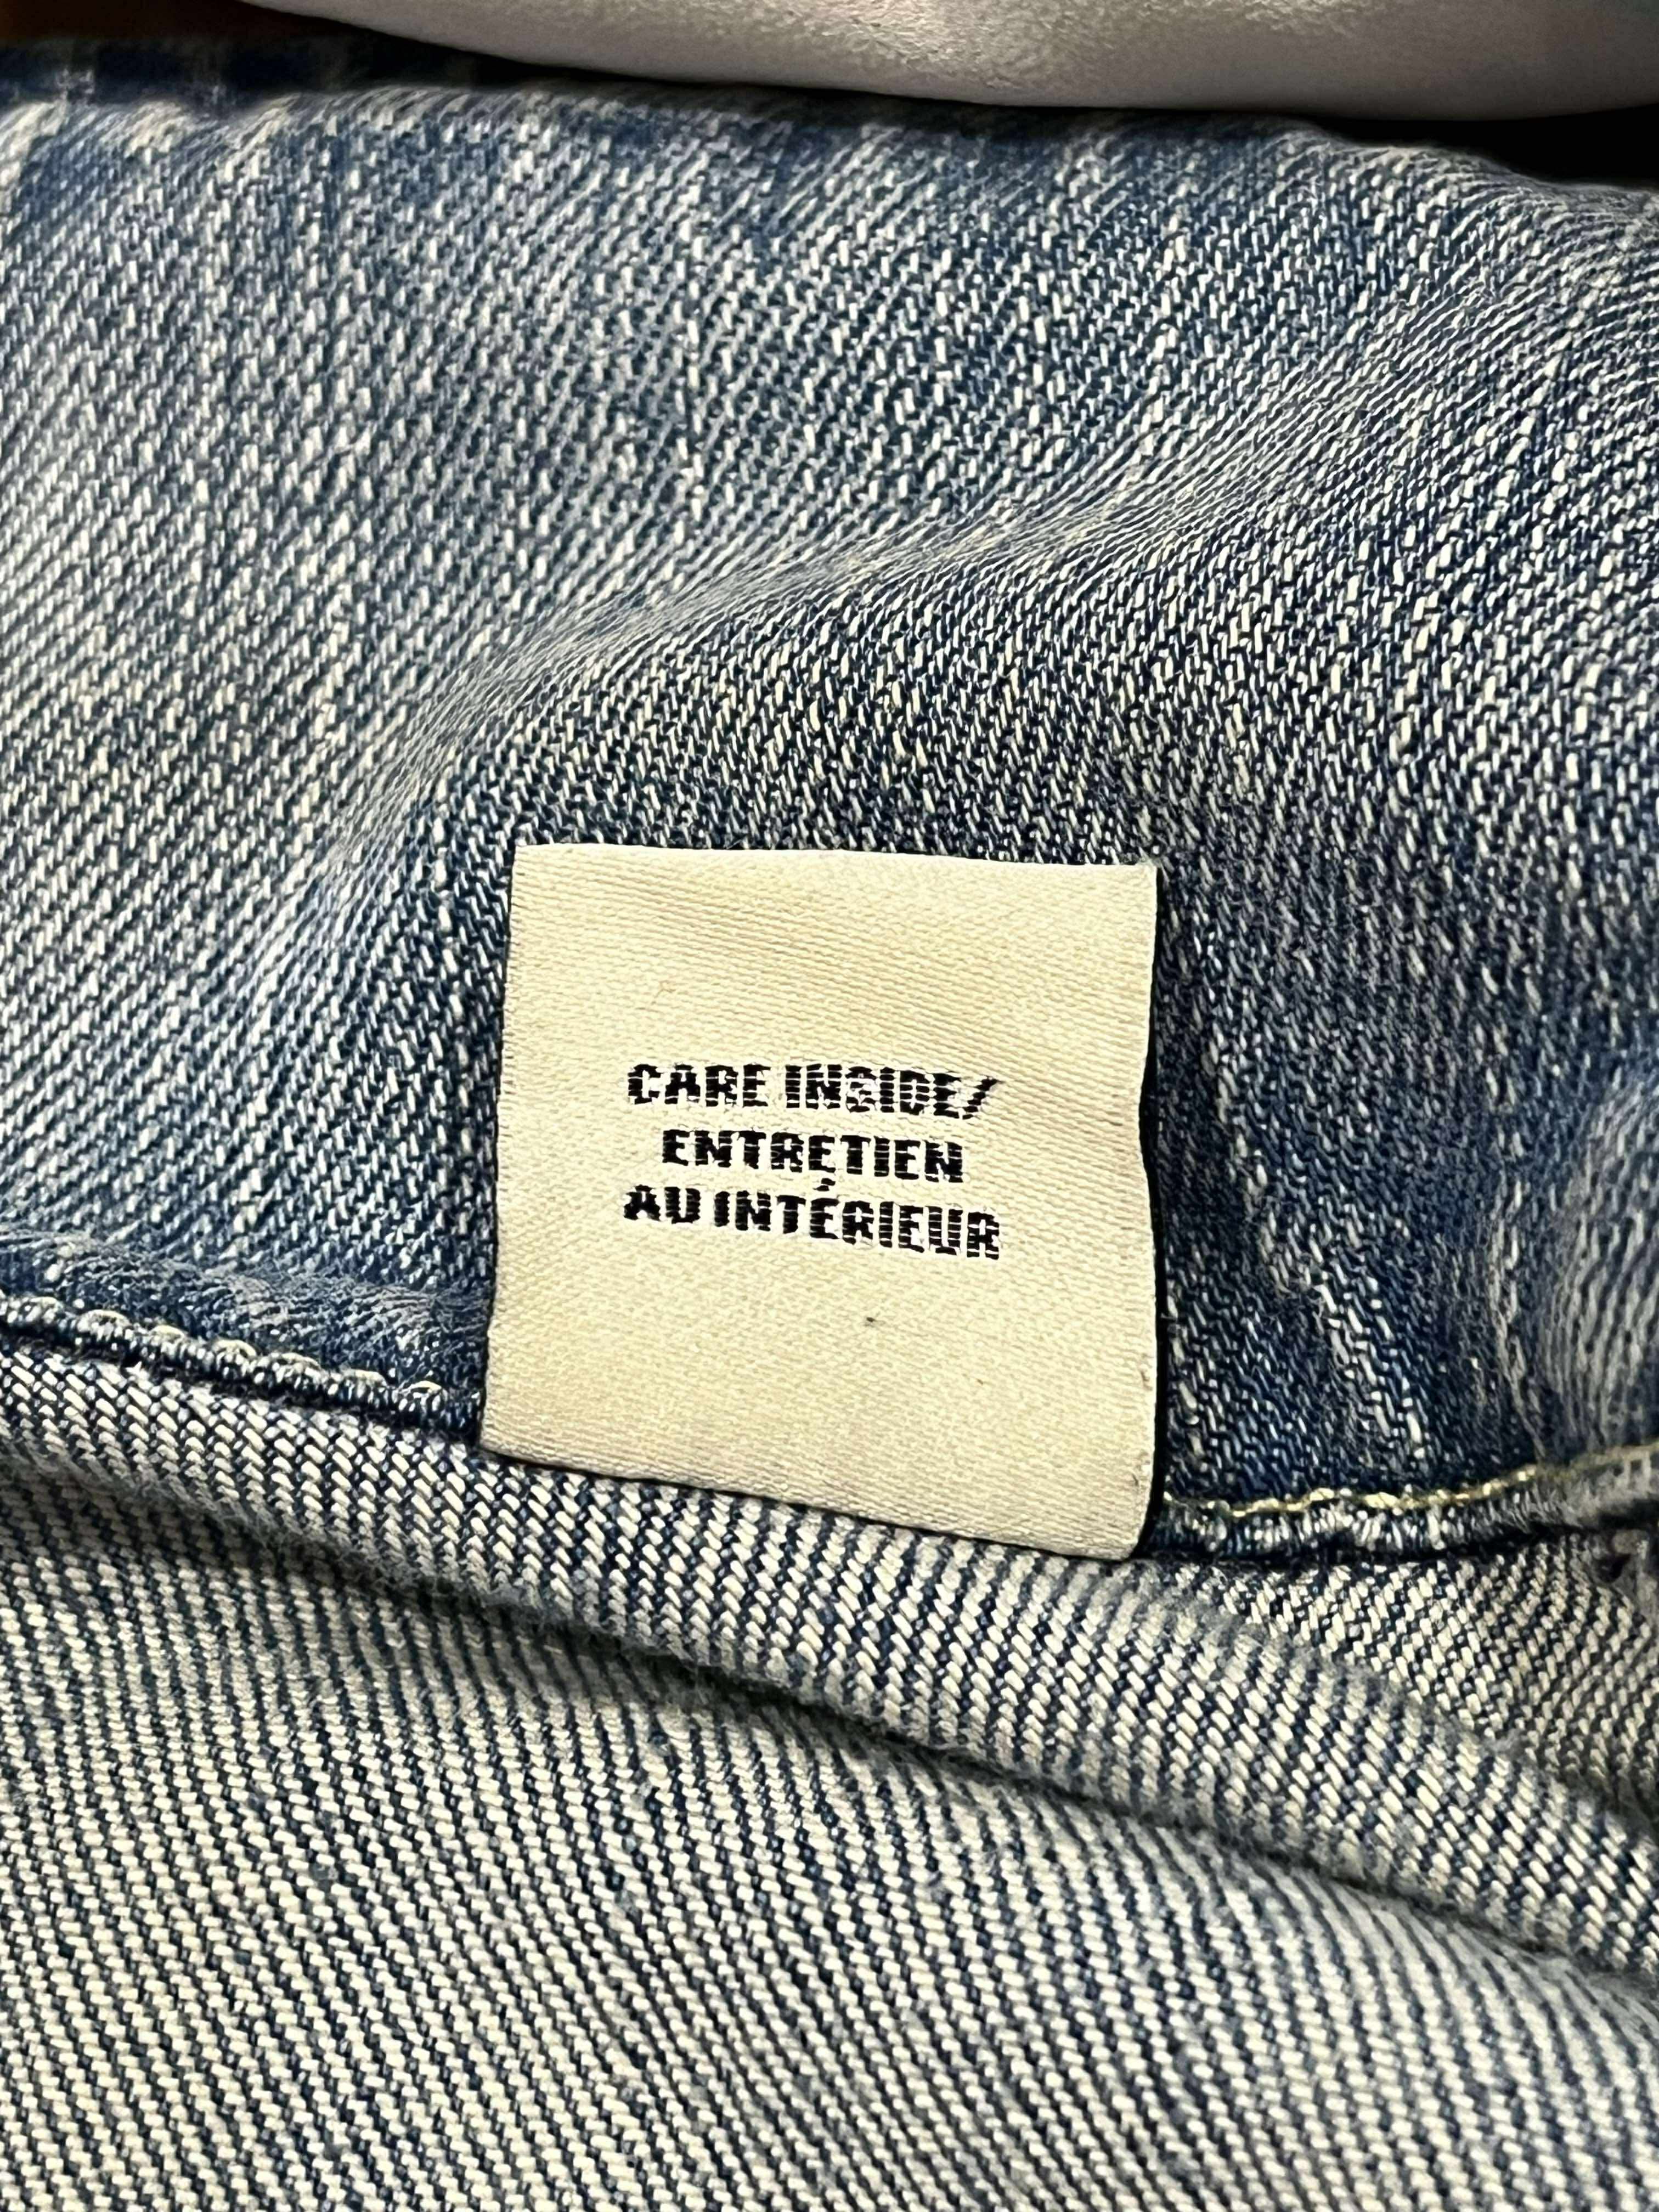 CARE INSIDE/
ENTRETIEN
AU INTÉRIEUR